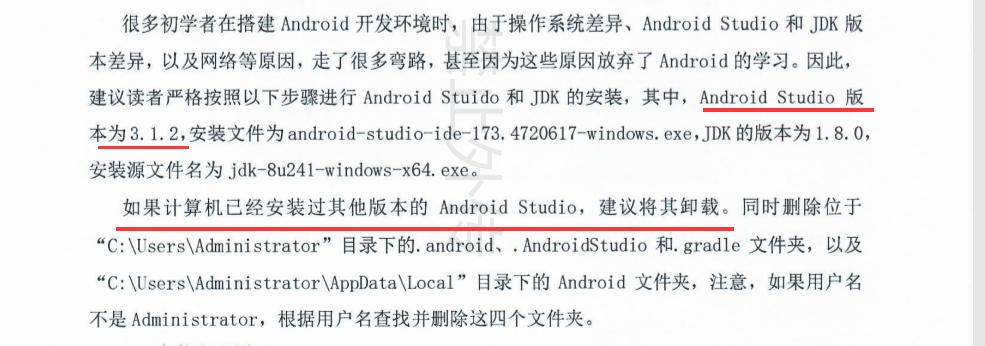 很多初学者在搭建 Android 开发环境时，由于操作系统差异、Android Studio 和 JDK 版
本差异，以及网络等原因，走了很多弯路，甚至因为这些原因放弃了 Android 的学习。因此，
建议读者严格按照以下步骤进行 Android Stuido 和 JDK 的安装，其中，Android Studio 版
本为 3.1.2，安装文件为 android-studio-ide-173.4720617-windows.exe，JDK 的版本为 1.8.0，
安装源文件名为 jdk-8u241-windows-x64.exe。
如果计算机已经安装过其他版本的 Android Studio，建议将其卸载。同时删除位于
“C:\Users\Administrator”目录下的.android、.AndroidStudio 和.gradle 文件夹，以及
“C:\Users\Administrator\AppData\Local”目录下的 Android 文件夹，注意，如果用户名
不是 Administrator，根据用户名查找并删除这四个文件夹。
禁止外传